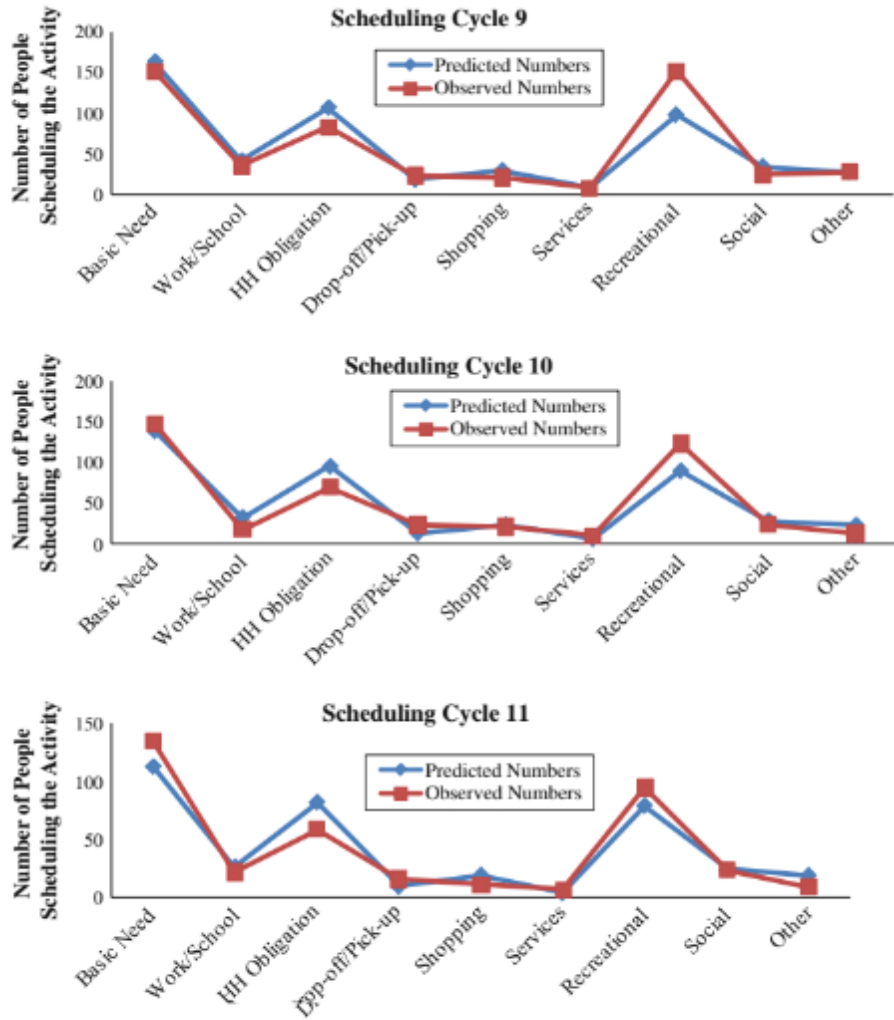 Scheduling Cycle 9
Number of People
Scheduling the Activity
200
150
100
50
0
Predicted Numbers
Observed Numbers
Basic Need
Work/School
HH Obligation
Drop-off/Pick-up
Shopping
Services
Recreational
Social
Other
Scheduling Cycle 10
Number of People
Scheduling the Activity
200
150
100
50
0
Predicted Numbers
Observed Numbers
Basic Need
Work/School
HH Obligation
Drop-off/Pick-up
Shopping
Services
Recreational
Social
Other
Scheduling Cycle 11
Number of People
Scheduling the Activity
150
100
50
0
Predicted Numbers
Observed Numbers
Basic Need
Work/School
HH Obligation
Drop-off/Pick-up
Shopping
Services
Recreational
Social
Other